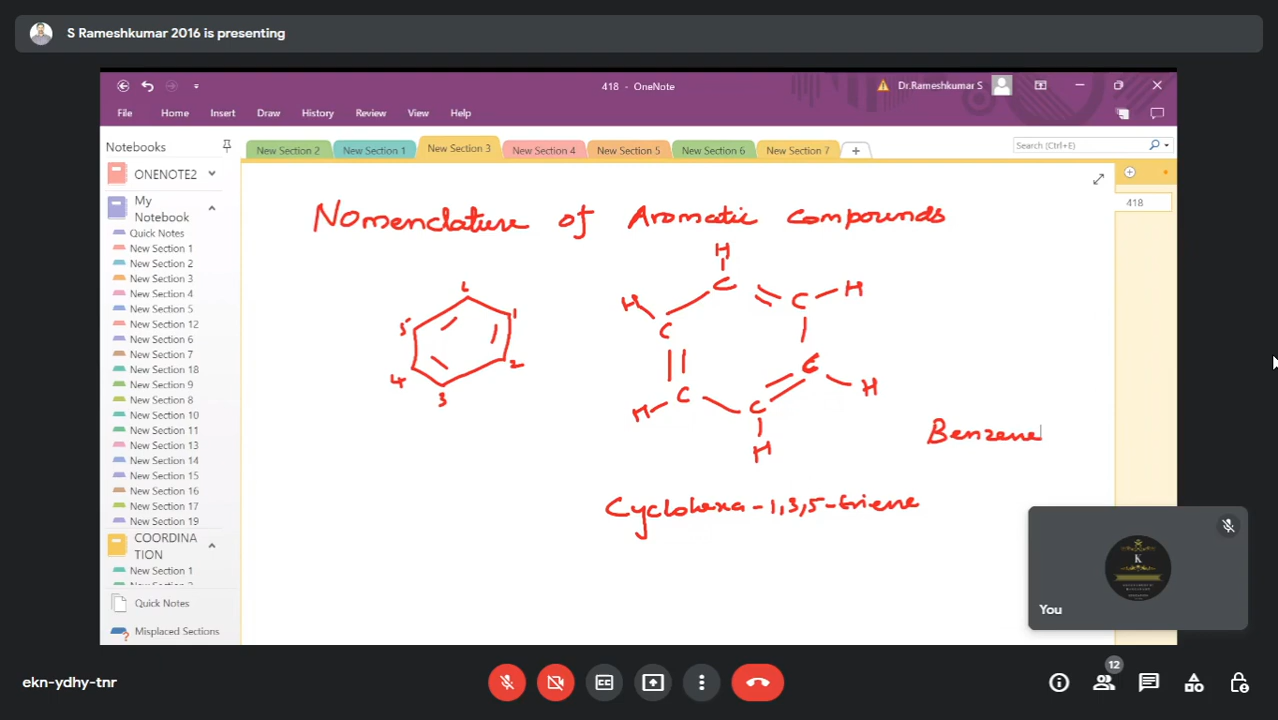 S Rameshkumar 2016 is presenting
418 - OneNote
Dr.Rameshkumar S
File Home Insert Draw History Review View Help
Notebooks
New Section 2 New Section 1 New Section 3 New Section 4 New Section 5 New Section 6 New Section 7 +
Search (Ctrl+E)
ONENOTE2
My
Notebook
Quick Notes
New Section 1
New Section 2
New Section 3
New Section 4
New Section 5
New Section 12
New Section 6
New Section 7
New Section 18
New Section 9
New Section 8
New Section 10
New Section 11
New Section 13
New Section 14
New Section 15
New Section 16
New Section 17
New Section 19
COORDINA
TION
New Section 1
Quick Notes
Misplaced Sections
418
Nomenclature of Aromatic compounds
6
5 1
4 2
3
H
C
H C H
C
C
C H
H C
H
Benzene
Cyclohexa-1,3,5-triene
K
You
ekn-ydhy-tnr
CC
12